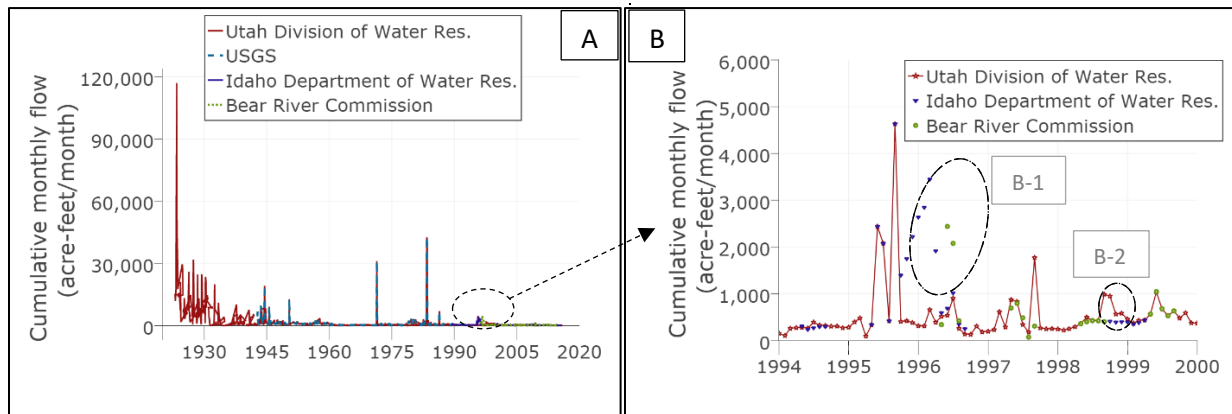 A
Utah Division of Water Res.
USGS
Idaho Department of Water Res.
Bear River Commission
Cumulative monthly flow
(acre-feet/month)
120,000
90,000
60,000
30,000
0
1930
1945
1960
1975
1990
2005
2020
B
Utah Division of Water Res.
Idaho Department of Water Res.
Bear River Commission
Cumulative monthly flow
(acre-feet/month)
6,000
5,000
4,000
3,000
2,000
1,000
0
B-1
B-2
1994
1995
1996
1997
1998
1999
2000